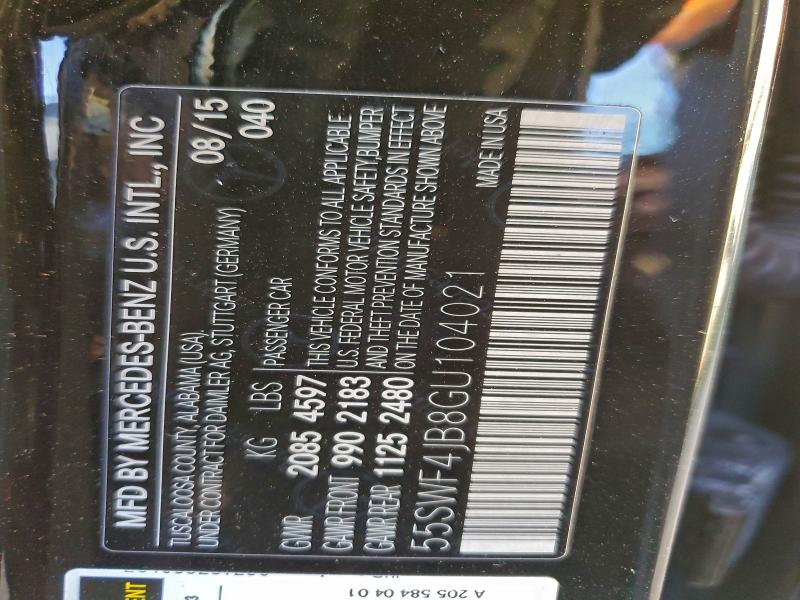 MFD BY MERCEDES-BENZ U.S. INTL., INC
TUSCALOOSA COUNTY, ALABAMA (USA)
UNDER CONTRACT FOR DAIMLER AG, STUTTGART (GERMANY)
08/15
040
KG LBS PASSENGER CAR
GMR 2085 4597
GAMR FRONT 990 2183
GAMR REAR 1125 2480
THIS VEHICLE CONFORMS TO ALL APPLICABLE
U.S. FEDERAL MOTOR VEHICLE SAFETY, BUMPER
AND THEFT PREVENTION STANDARDS IN EFFECT
ON THE DATE OF MANUFACTURE SHOWN ABOVE
55SWF4JB8GU104021
MADE IN USA
A 205 584 04 01